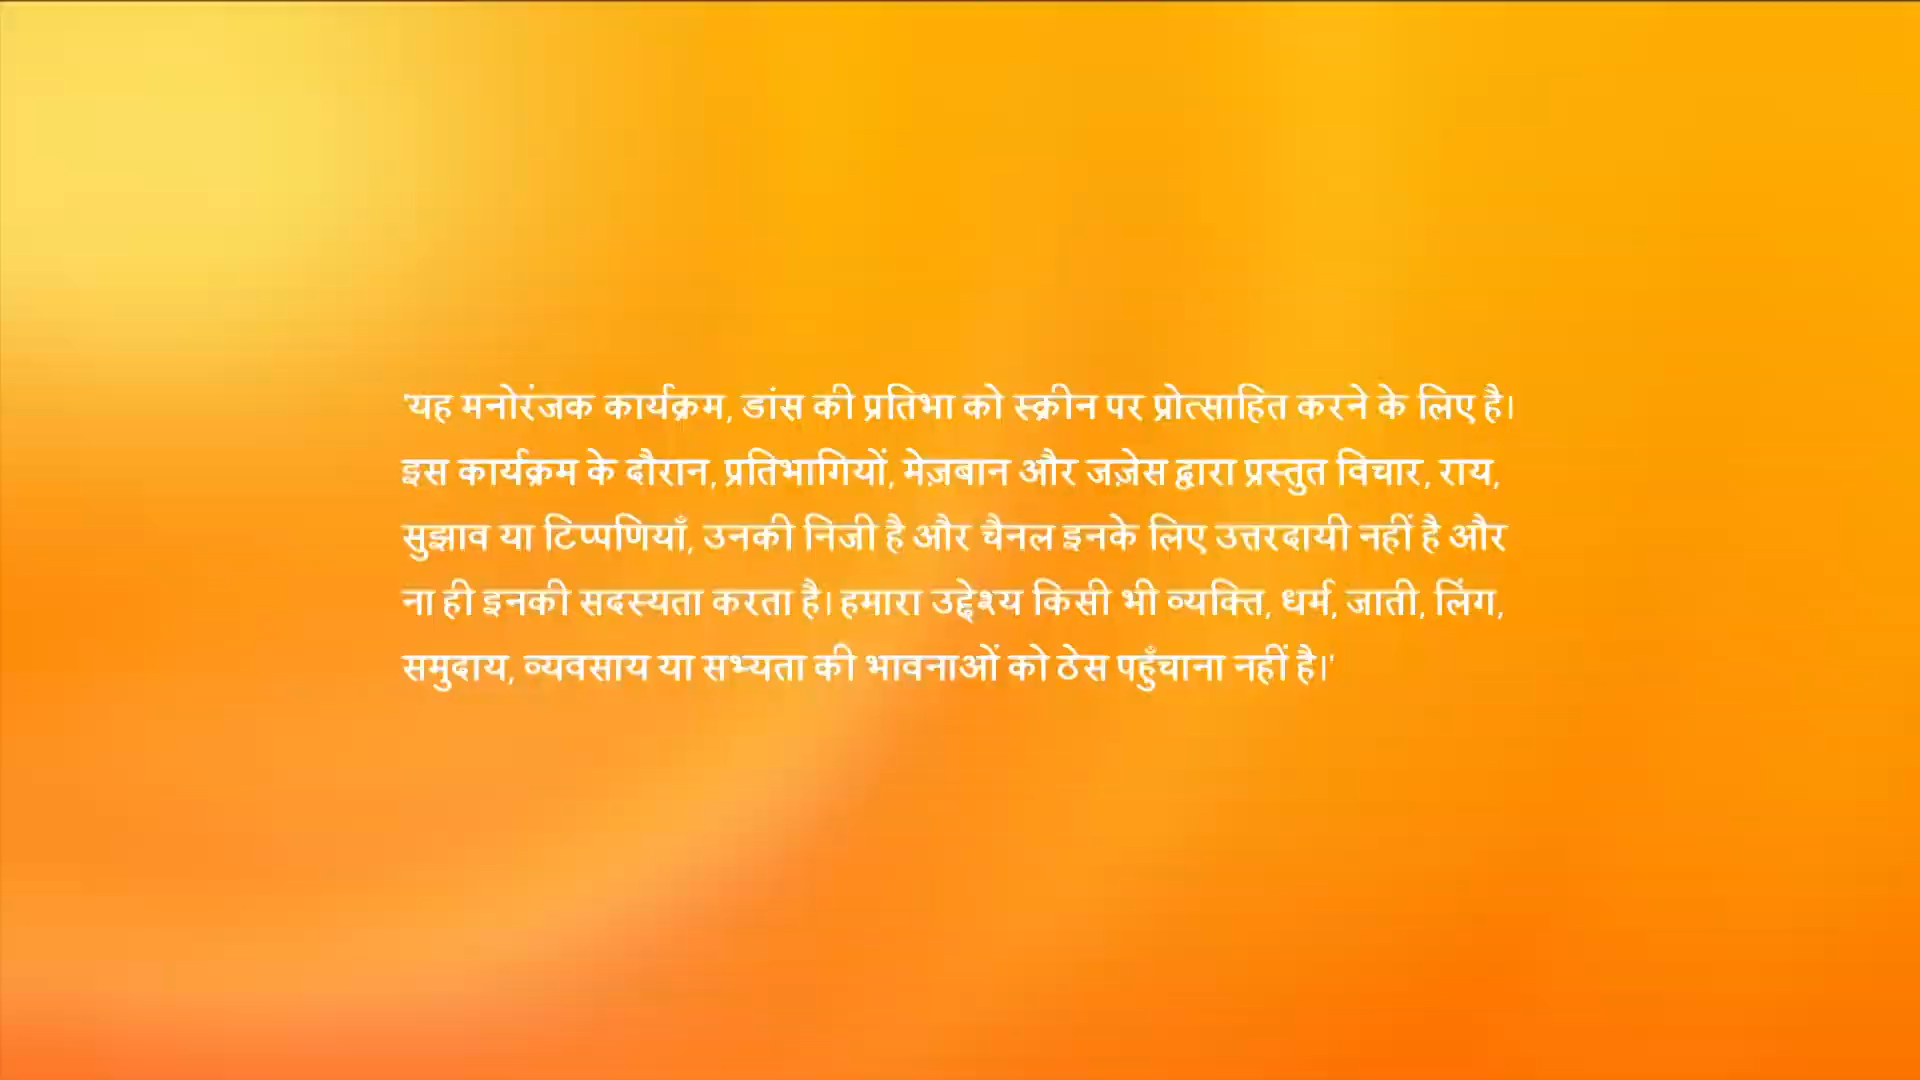 'यह मनोरंजक कार्यक्रम, डांस की प्रतिभा को स्क्रीन पर प्रोत्साहित करने के लिए है।
इस कार्यक्रम के दौरान, प्रतिभागियों, मेज़बान और जज़ेस द्वारा प्रस्तुत विचार, राय,
सुझाव या टिप्पणियाँ, उनकी निजी है और चैनल इनके लिए उत्तरदायी नहीं है और
ना ही इनकी सदस्यता करता है। हमारा उद्देश्य किसी भी व्यक्ति, धर्म, जाती, लिंग,
समुदाय, व्यवसाय या सभ्यता की भावनाओं को ठेस पहुँचाना नहीं है।'